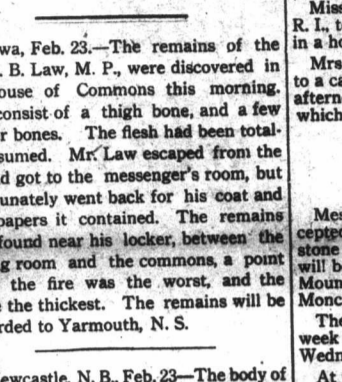 wa, Feb. 23.—The remains of the
. B. Law, M. P., were discovered in
ouse of Commons this morning.
consist of a thigh bone, and a few
r bones. The flesh had been total-
sumed. Mr. Law escaped from the
d got to the messenger's room, but
unately went back for his coat and
papers it contained. The remains
found near his locker, between the
g room and the commons, a point
the fire was the worst, and the
e the thickest. The remains will be
rded to Yarmouth, N. S.
ewcastle, N. B., Feb. 23—The body of
Miss
R. I., t
in a ho
Mrs
to a ca
aftern
which
Mes
cepted
stone
will b
Moun
Monc
The
week
Wedn
At